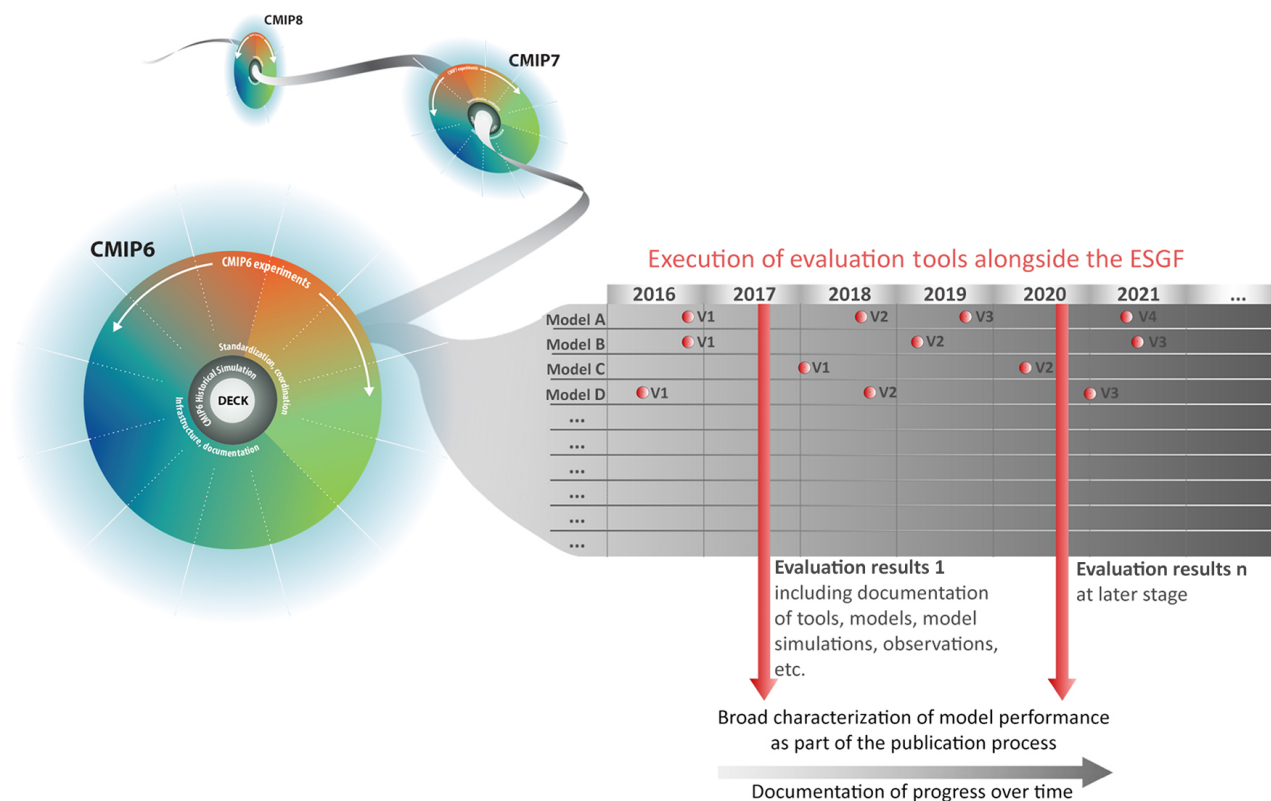 CMIP8
CMIP7
CMIP7 experiments
CMIP6
CMIP6 experiments
Standardization, coordination
CMIP6 Historical Simulation
DECK
Infrastructure, documentation
Execution of evaluation tools alongside the ESGF
2016 2017 2018 2019 2020 2021 ...
Model A V1 V2 V3 V4
Model B V1 V2 V3
Model C V1 V2
Model D V1 V2 V3
...
...
...
...
...
...
Evaluation results 1
including documentation
of tools, models, model
simulations, observations,
etc.
Evaluation results n
at later stage
Broad characterization of model performance
as part of the publication process
Documentation of progress over time